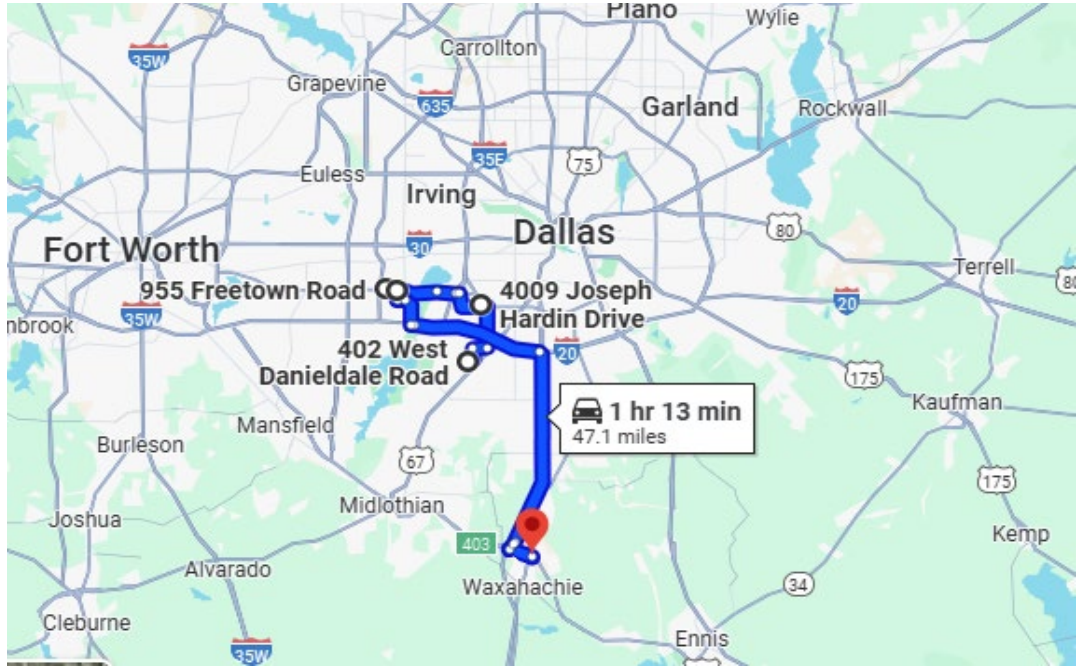 Plano
Wylie
35W
Carrollton
Grapevine
635
Garland
Rockwall
35E
75
Euless
Irving
Dallas
80
Fort Worth
30
Terrell
80
955 Freetown Road
4009 Joseph
Hardin Drive
20
35W
nbrook
402 West
Danieldale Road
20
175
1 hr 13 min
47.1 miles
Kaufman
Mansfield
Burleson
67
175
Midlothian
Joshua
403
Kemp
Alvarado
Waxahachie
34
Cleburne
Ennis
35W